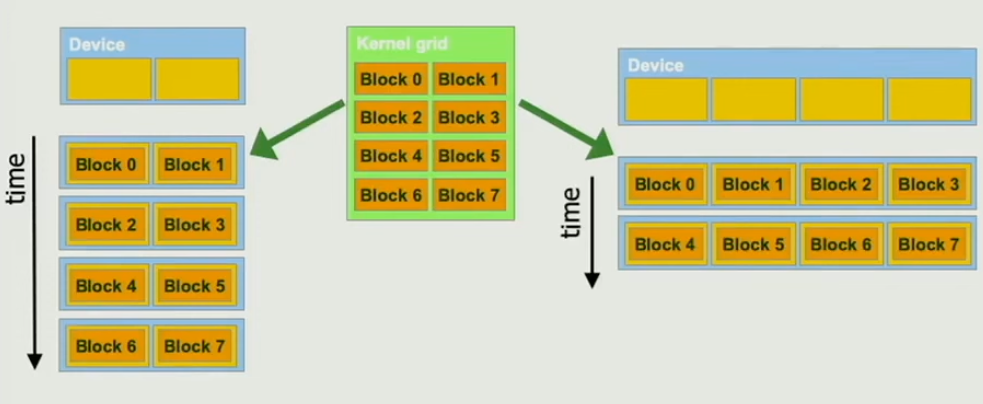 Device
time
Block 0 Block 1
Block 2 Block 3
Block 4 Block 5
Block 6 Block 7
Kernel grid
Block 0 Block 1
Block 2 Block 3
Block 4 Block 5
Block 6 Block 7
Device
time
Block 0 Block 1 Block 2 Block 3
Block 4 Block 5 Block 6 Block 7